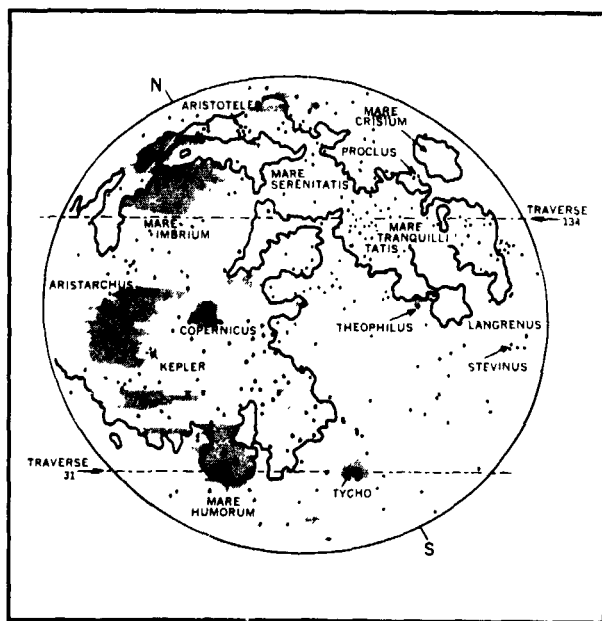 N
ARISTOTELES
MARE
CRISIUM
PROCLUS
MARE
SERENITATIS
TRAVERSE
134
MARE
IMBRIUM
MARE
TRANQUILLI
TATIS
ARISTARCHUS
COPERNICUS
THEOPHILUS
LANGRENUS
KEPLER
STEVINUS
TRAVERSE
31
TYCHO
MARE
HUMORUM
S